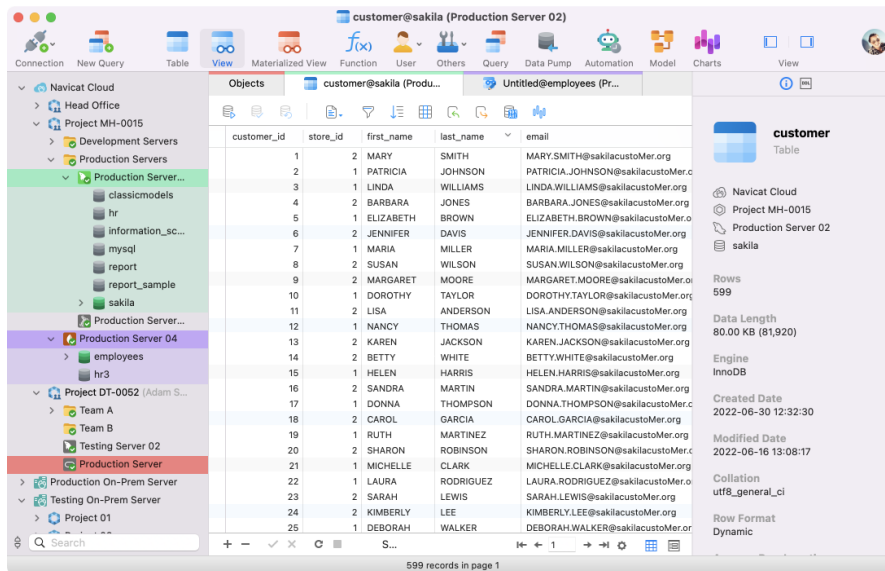 customer@sakila (Production Server 02)
Connection New Query Table View Materialized View Function User Others Query Data Pump Automation Model Charts View
Navicat Cloud
Head Office
Project MH-0015
Development Servers
Production Servers
Production Server...
classicmodels
hr
information_sc...
mysql
report
report_sample
sakila
Production Server...
Production Server 04
employees
hr3
Project DT-0052 (Adam S...
Team A
Team B
Testing Server 02
Production Server
Production On-Prem Server
Testing On-Prem Server
Project 01
Search
Objects customer@sakila (Produ... Untitled@employees (Pr...
customer_id store_id first_name last_name email
1 2 MARY SMITH MARY.SMITH@sakilacustoMer.org
2 1 PATRICIA JOHNSON PATRICIA.JOHNSON@sakilacustoMer.o
3 1 LINDA WILLIAMS LINDA.WILLIAMS@sakilacustoMer.org
4 2 BARBARA JONES BARBARA.JONES@sakilacustoMer.org
5 1 ELIZABETH BROWN ELIZABETH.BROWN@sakilacustoMer.o
6 2 JENNIFER DAVIS JENNIFER.DAVIS@sakilacustoMer.org
7 1 MARIA MILLER MARIA.MILLER@sakilacustoMer.org
8 2 SUSAN WILSON SUSAN.WILSON@sakilacustoMer.org
9 2 MARGARET MOORE MARGARET.MOORE@sakilacustoMer.o
10 1 DOROTHY TAYLOR DOROTHY.TAYLOR@sakilacustoMer.org
11 2 LISA ANDERSON LISA.ANDERSON@sakilacustoMer.org
12 1 NANCY THOMAS NANCY.THOMAS@sakilacustoMer.org
13 2 KAREN JACKSON KAREN.JACKSON@sakilacustoMer.org
14 2 BETTY WHITE BETTY.WHITE@sakilacustoMer.org
15 1 HELEN HARRIS HELEN.HARRIS@sakilacustoMer.org
16 2 SANDRA MARTIN SANDRA.MARTIN@sakilacustoMer.org
17 1 DONNA THOMPSON DONNA.THOMPSON@sakilacustoMer.o
18 2 CAROL GARCIA CAROL.GARCIA@sakilacustoMer.org
19 1 RUTH MARTINEZ RUTH.MARTINEZ@sakilacustoMer.org
20 2 SHARON ROBINSON SHARON.ROBINSON@sakilacustoMer.o
21 1 MICHELLE CLARK MICHELLE.CLARK@sakilacustoMer.org
22 1 LAURA RODRIGUEZ LAURA.RODRIGUEZ@sakilacustoMer.o
23 2 SARAH LEWIS SARAH.LEWIS@sakilacustoMer.org
24 2 KIMBERLY LEE KIMBERLY.LEE@sakilacustoMer.org
25 1 DEBORAH WALKER DEBORAH.WALKER@sakilacustoMer.or
S... 1
customer
Table
Navicat Cloud
Project MH-0015
Production Server 02
sakila
Rows
599
Data Length
80.00 KB (81,920)
Engine
InnoDB
Created Date
2022-06-30 12:32:30
Modified Date
2022-06-16 13:08:17
Collation
utf8_general_ci
Row Format
Dynamic
599 records in page 1